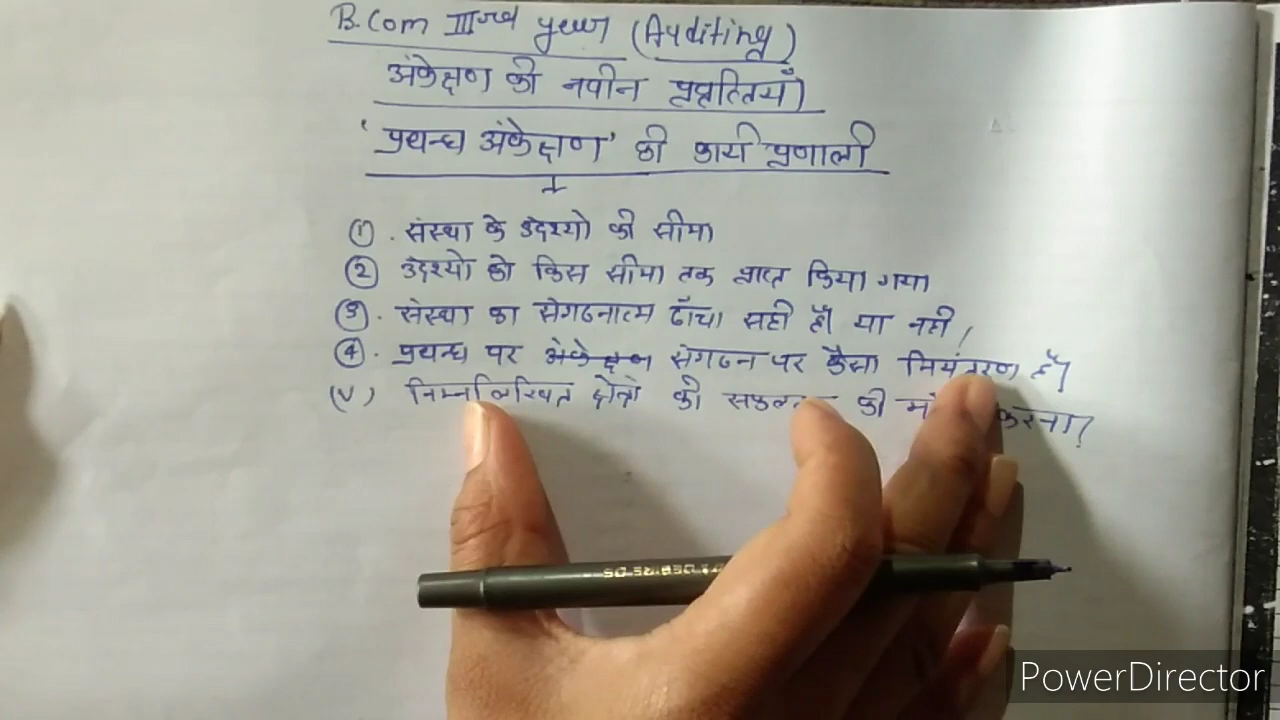 B.Com IIIrd year (Auditing)
अंकेक्षण की नवीन प्रवृत्तियाँ
'प्रबन्ध अंकेक्षण' की कार्य प्रणाली
① . संस्था के उद्देश्यो की सीमा
② उद्देश्यो को किस सीमा तक प्राप्त किया गया
③ . संस्था का संगठनात्म ढाँचा सही है या नही।
④ . प्रबन्ध पर संगठन पर कैसा नियंत्रण है।
(V) निम्नलिखित क्षेत्रो की की करना।
PowerDirector